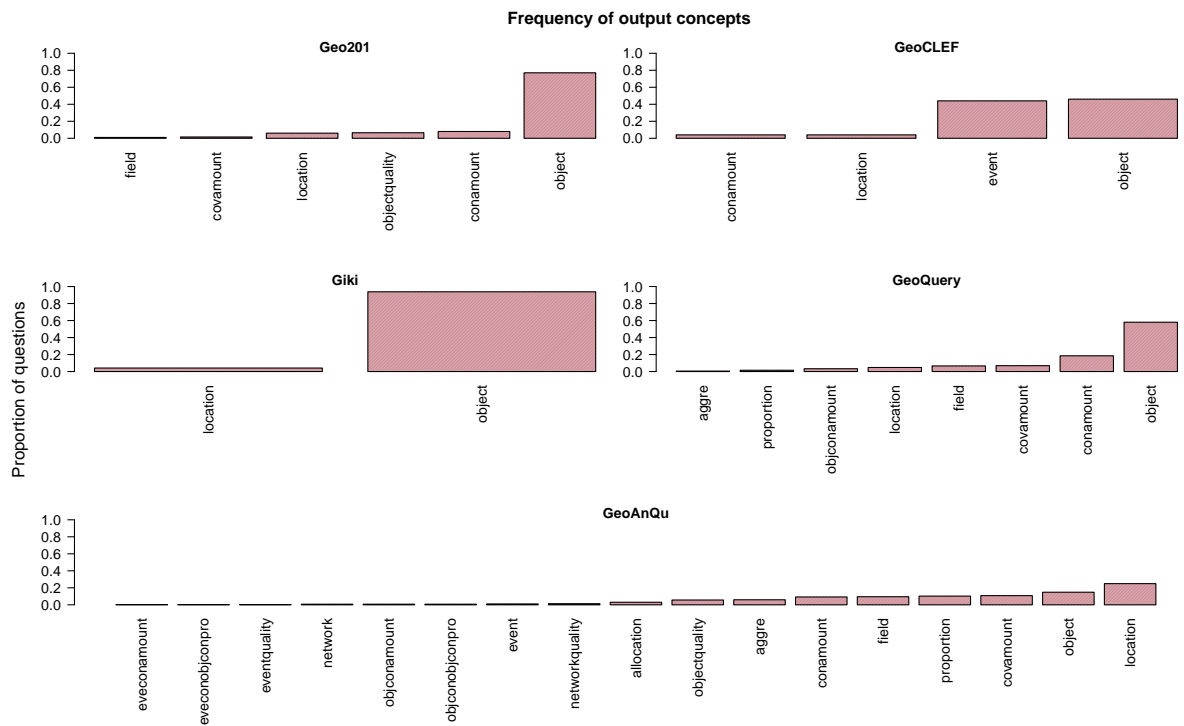 Frequency of output concepts
Proportion of questions
Geo201
1.0
0.8
0.6
0.4
0.2
0.0
field
covamount
location
objectquality
conamount
object
GeoCLEF
1.0
0.8
0.6
0.4
0.2
0.0
conamount
location
event
object
Giki
1.0
0.8
0.6
0.4
0.2
0.0
location
object
GeoQuery
1.0
0.8
0.6
0.4
0.2
0.0
aggre
proportion
objconamount
location
field
covamount
conamount
object
GeoAnQu
1.0
0.8
0.6
0.4
0.2
0.0
eveconamount
eveconobjconpro
eventquality
network
objconamount
objconobjconpro
event
networkquality
allocation
objectquality
aggre
conamount
field
proportion
covamount
object
location